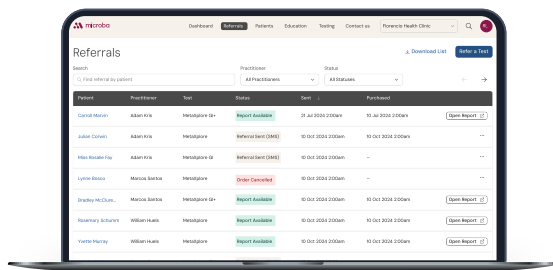 microba Dashboard Referrals Patients Education Testing Contact us Florencio Health Clinic
Referrals Download List Refer a Test
Search Practitioner Status
Find referral by patient All Practitioners All Statuses
Patient Practitioner Test Status Sent ↓ Purchased
Carroll Marvin Adam Kris MetaXplore GI+ Report Available 21 Jul 2024 2:00am 10 Jul 2024 2:00am Open Report
Julian Corwin Adam Kris MetaXplore Referral Sent (SMS) 10 Oct 2024 2:00am 10 Oct 2024 2:00am ...
Miss Rosalie Fay Adam Kris MetaXplore GI Referral Sent (SMS) 10 Oct 2024 2:00am – ...
Lynne Bosco Marcos Santos MetaXplore Order Cancelled 10 Oct 2024 2:00am – ...
Bradley McClure... Marcos Santos MetaXplore GI+ Report Available 10 Oct 2024 2:00am 10 Oct 2024 2:00am Open Report
Rosemary Schumm William Huels MetaXplore Report Available 10 Oct 2024 2:00am 10 Oct 2024 2:00am Open Report
Yvette Murray William Huels MetaXplore Report Available 10 Oct 2024 2:00am 10 Oct 2024 2:00am Open Report